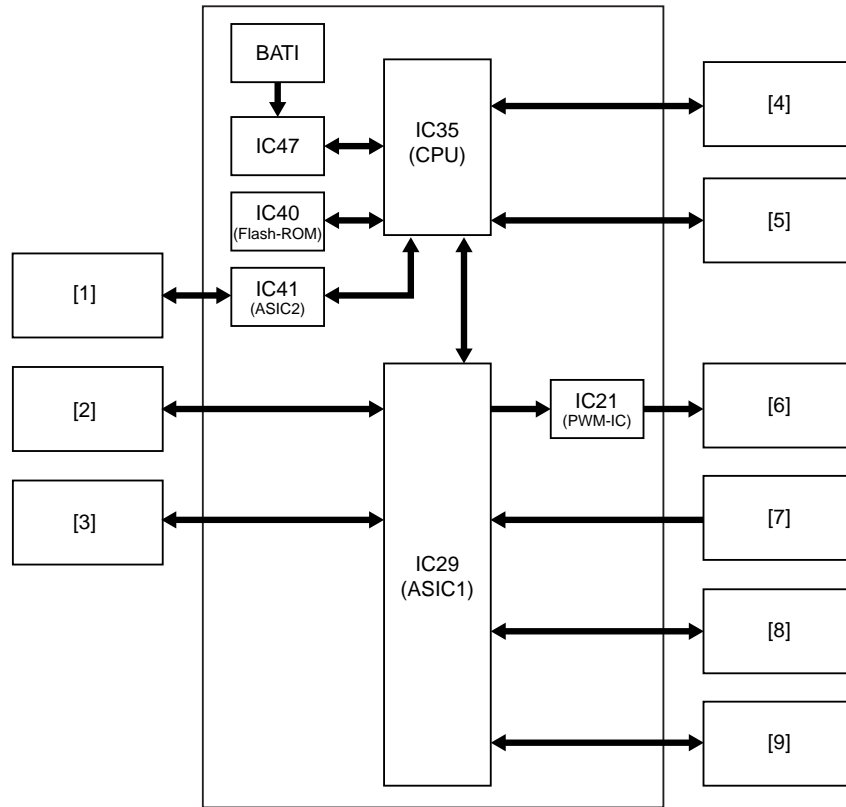 BATI
IC47
IC40
(Flash-ROM)
IC41
(ASIC2)
IC35
(CPU)
[1]
[2]
[3]
[4]
[5]
IC29
(ASIC1)
IC21
(PWM-IC)
[6]
[7]
[8]
[9]